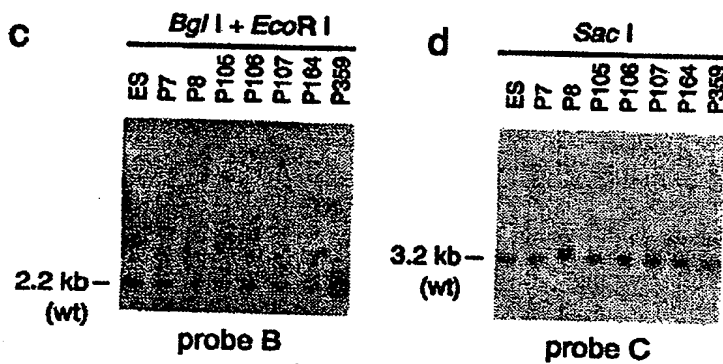 c
Bgl I + EcoR I
ES P7 P8 P105 P106 P107 P164 P359
2.2 kb
(wt)
probe B
d
Sac I
ES P7 P8 P105 P106 P107 P164 P359
3.2 kb
(wt)
probe C